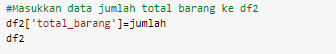 #Masukkan data jumlah total barang ke df2
df2['total_barang']=jumlah
df2